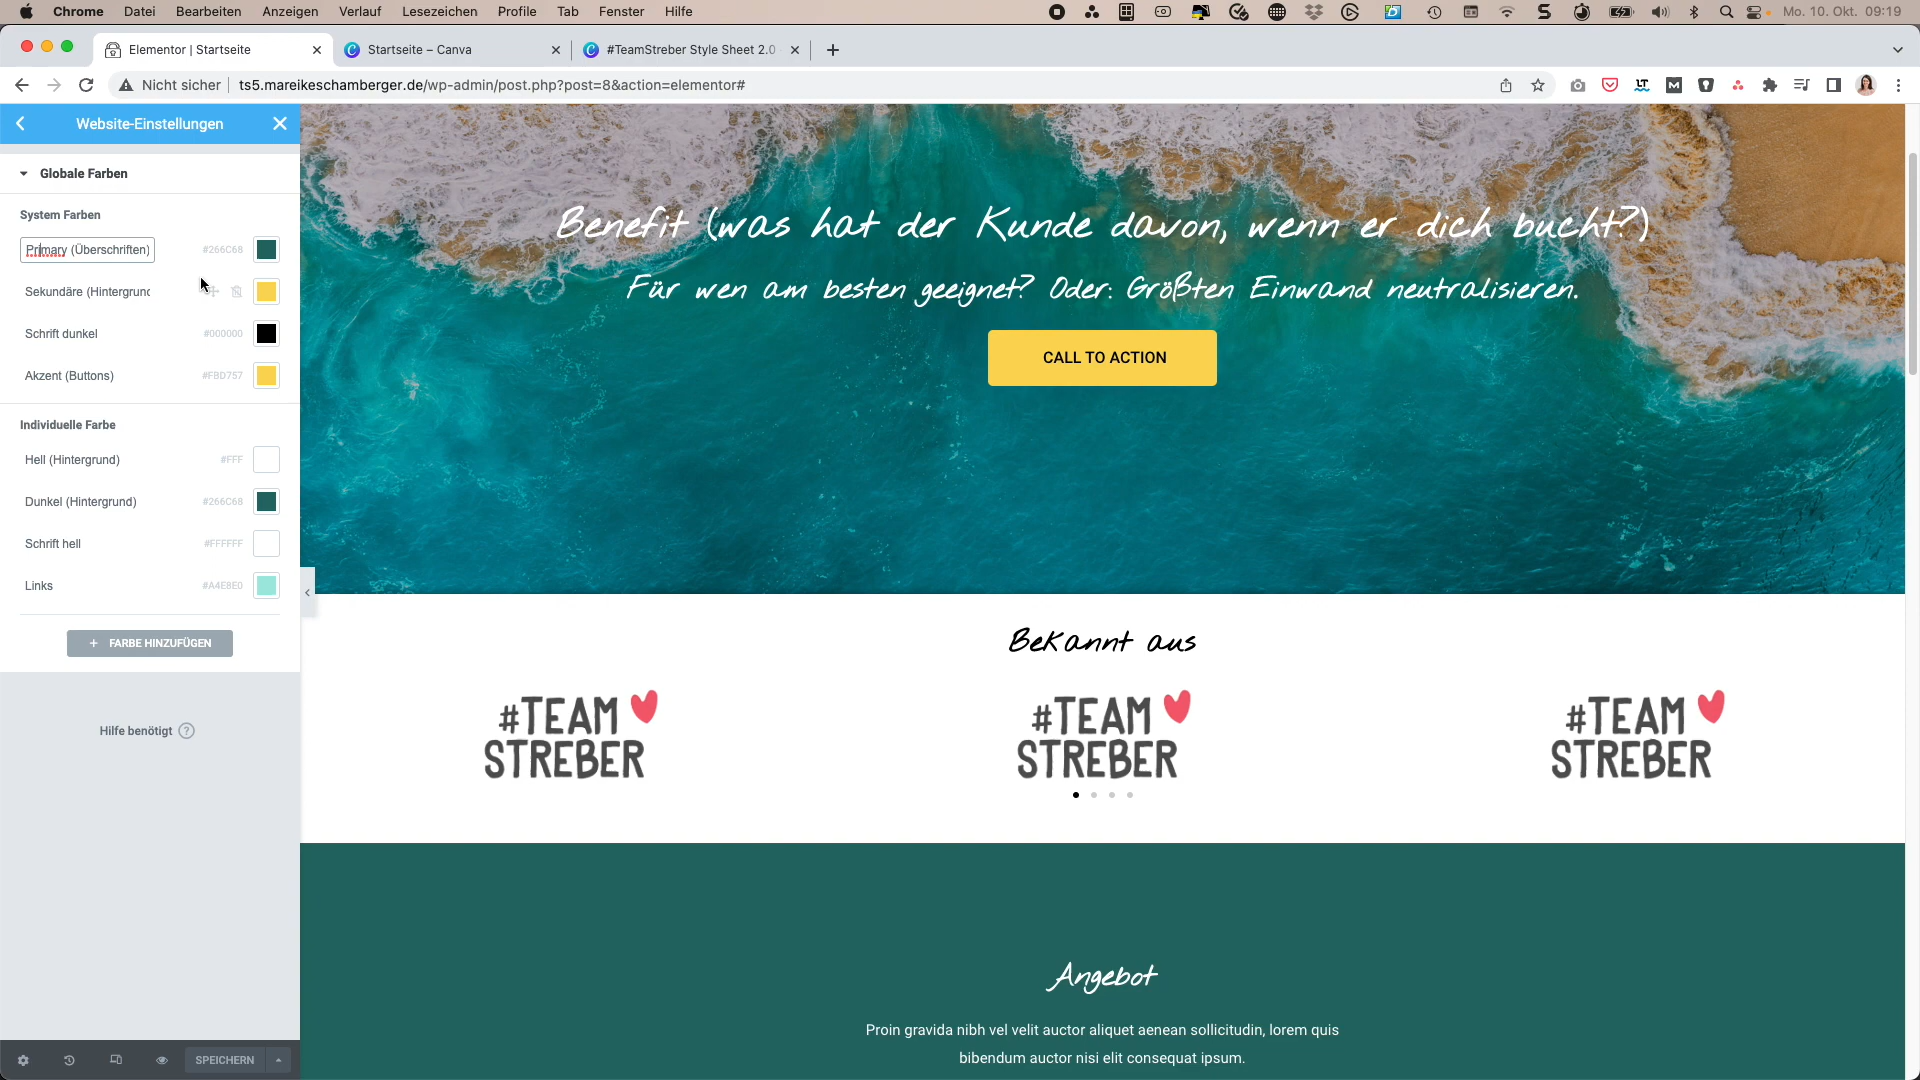 Chrome Datei Bearbeiten Anzeigen Verlauf Lesezeichen Profile Tab Fenster Hilfe Mo. 10. Okt. 09:19
Elementor | Startseite Startseite – Canva #TeamStreber Style Sheet 2.0
Nicht sicher ts5.mareikeschamberger.de/wp-admin/post.php?post=8&action=elementor#
Website-Einstellungen
Globale Farben
System Farben
Primary (Überschriften) #266C68
Sekundäre (Hintergrund
Schrift dunkel #000000
Akzent (Buttons) #FBD757
Individuelle Farbe
Hell (Hintergrund) #FFF
Dunkel (Hintergrund) #266C68
Schrift hell #FFFFFF
Links #A4E8E0
+ FARBE HINZUFÜGEN
Hilfe benötigt ?
SPEICHERN
Benefit (was hat der Kunde davon, wenn er dich bucht?)
Für wen am besten geeignet? Oder: Größten Einwand neutralisieren.
CALL TO ACTION
Bekannt aus
#TEAM
STREBER
#TEAM
STREBER
#TEAM
STREBER
Angebot
Proin gravida nibh vel velit auctor aliquet aenean sollicitudin, lorem quis
bibendum auctor nisi elit consequat ipsum.